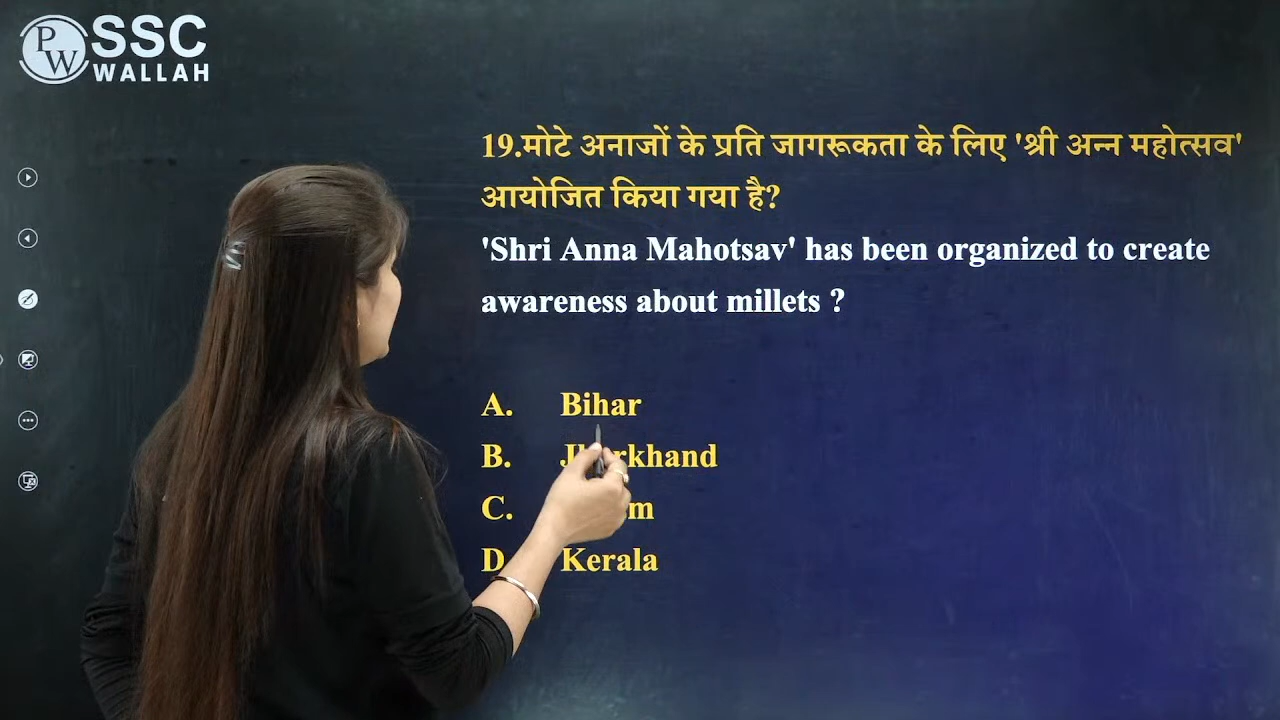 PW
SSC
WALLAH
19.मोटे अनाजों के प्रति जागरूकता के लिए 'श्री अन्न महोत्सव'
आयोजित किया गया है?
'Shri Anna Mahotsav' has been organized to create
awareness about millets ?
A. Bihar
B.
C.
D. Kerala